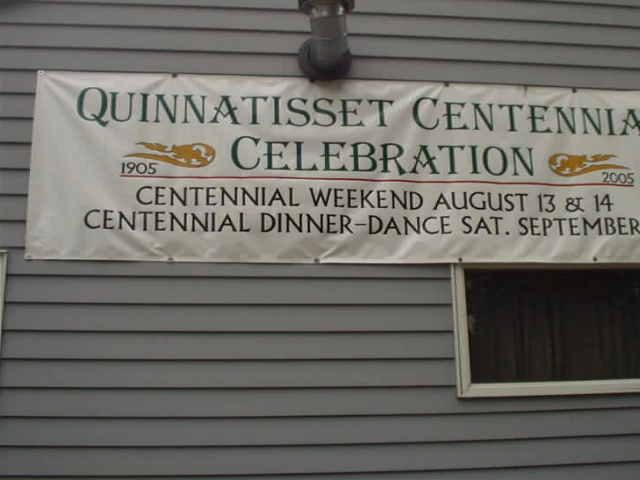 QUINNATISSET CENTENNIA
CELEBRATION
1905 2005
CENTENNIAL WEEKEND AUGUST 13 & 14
CENTENNIAL DINNER-DANCE SAT. SEPTEMBER